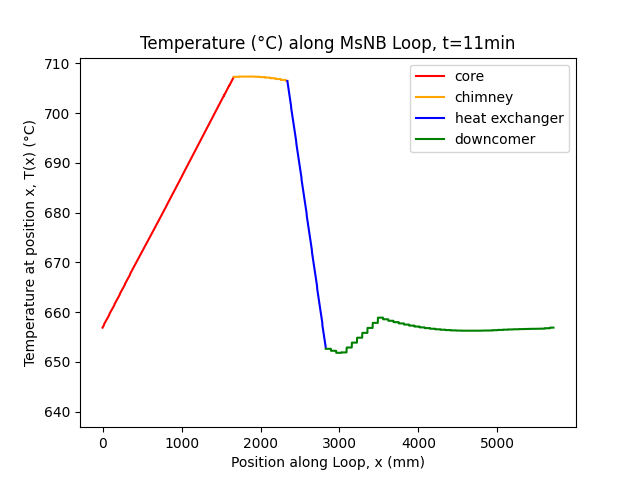 Temperature (°C) along MsNB Loop, t=11min
Temperature at position x, T(x) (°C)
710
700
690
680
670
660
650
640
0
1000
2000
3000
4000
5000
Position along Loop, x (mm)
core
chimney
heat exchanger
downcomer